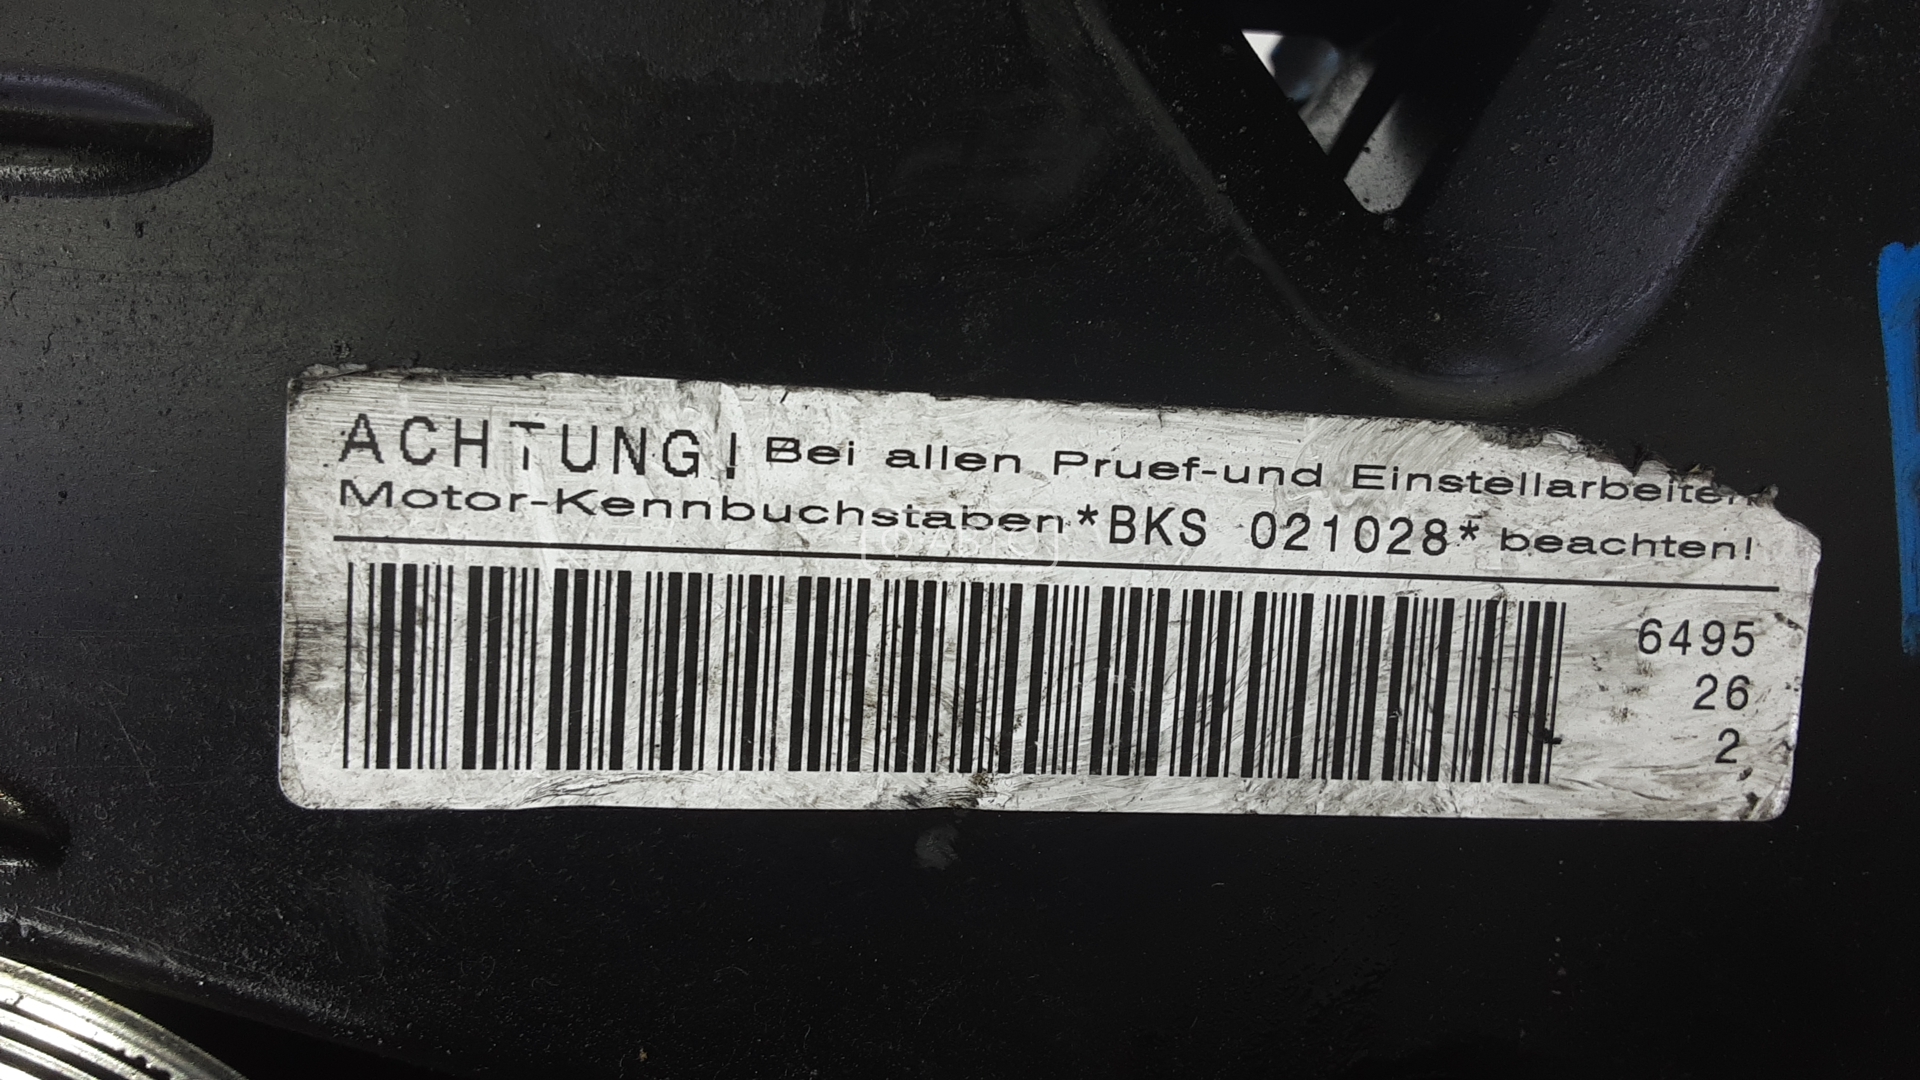 ACHTUNG! Bei allen Pruef-und Einstellarbeiten
Motor-Kennbuchstaben*BKS 021028* beachten!
6495
26
2